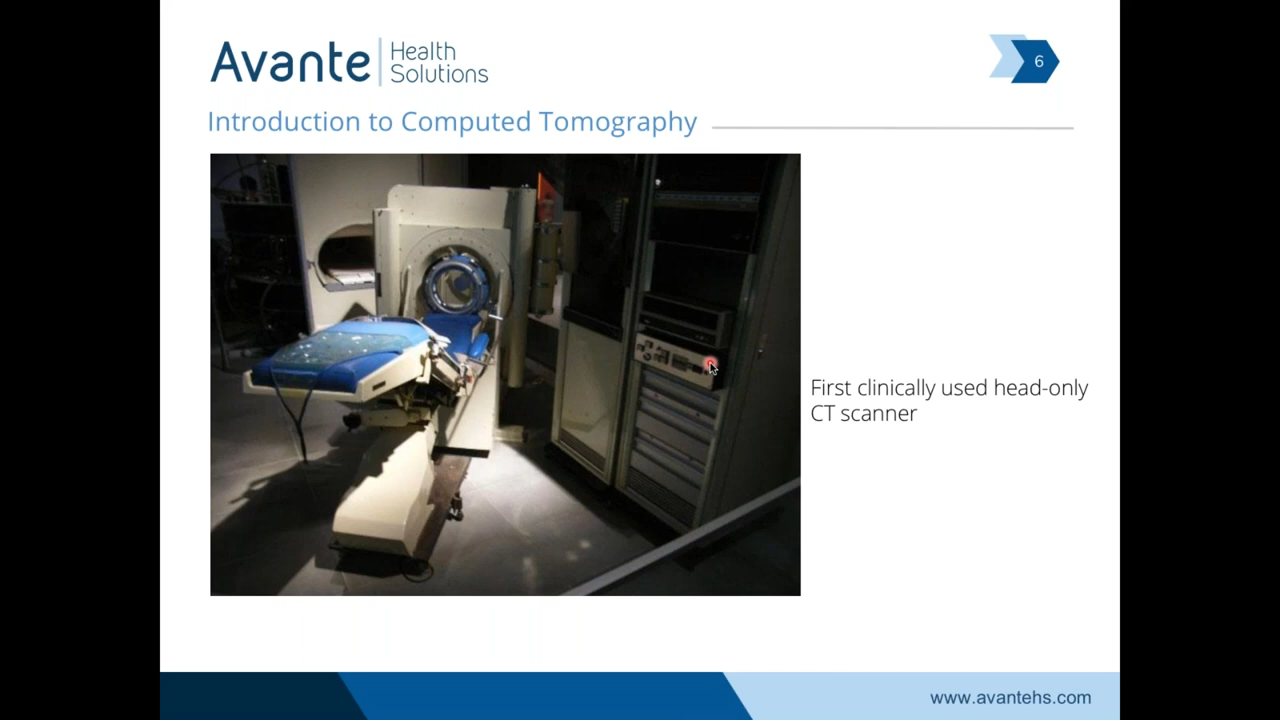 Avante
Health
Solutions
6
Introduction to Computed Tomography
First clinically used head-only
CT scanner
www.avantehs.com